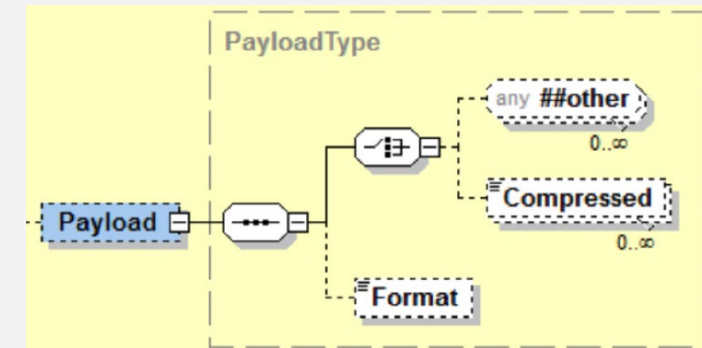 PayloadType
any ##other
0..∞
Payload
Compressed
0..∞
Format